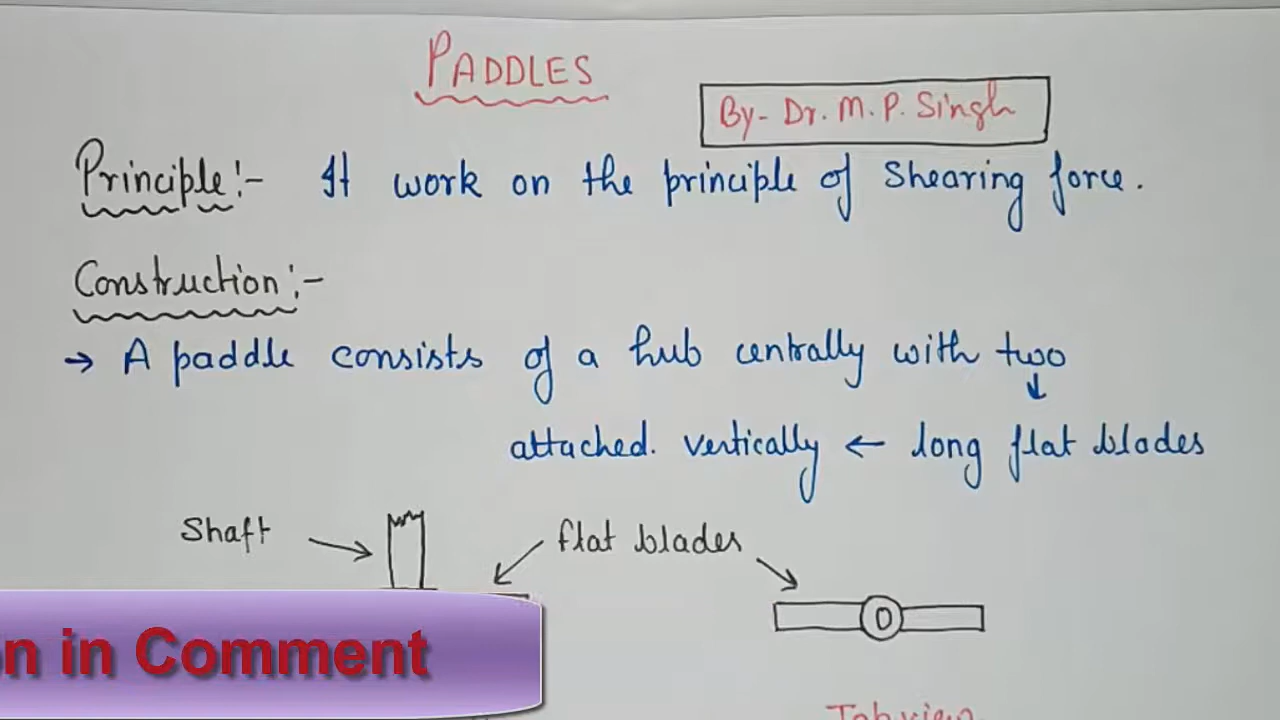 PADDLES
By- Dr. M. P. Singh
Principle:- It work on the principle of Shearing force.
Construction:-
→ A paddle consists of a hub centrally with two
↓
attached. vertically ← long flat blades
Shaft
flat blades
n in Comment